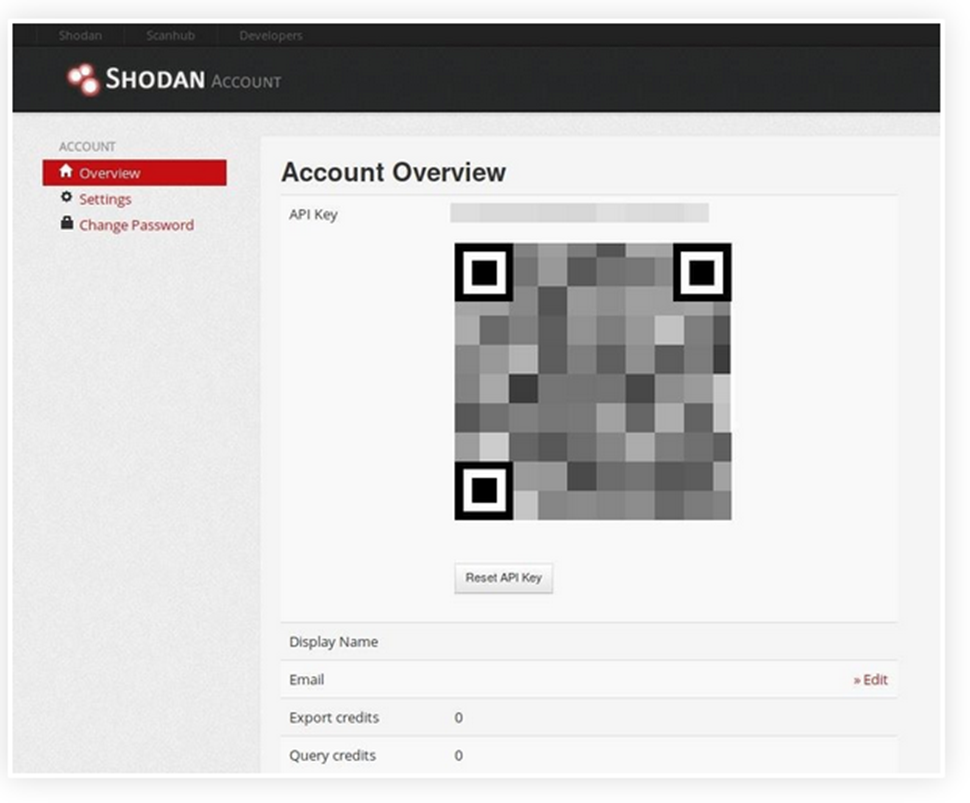 Shodan Scanhub Developers
SHODAN ACCOUNT
ACCOUNT
Overview
Settings
Change Password
Account Overview
API Key
Reset API Key
Display Name
Email » Edit
Export credits 0
Query credits 0